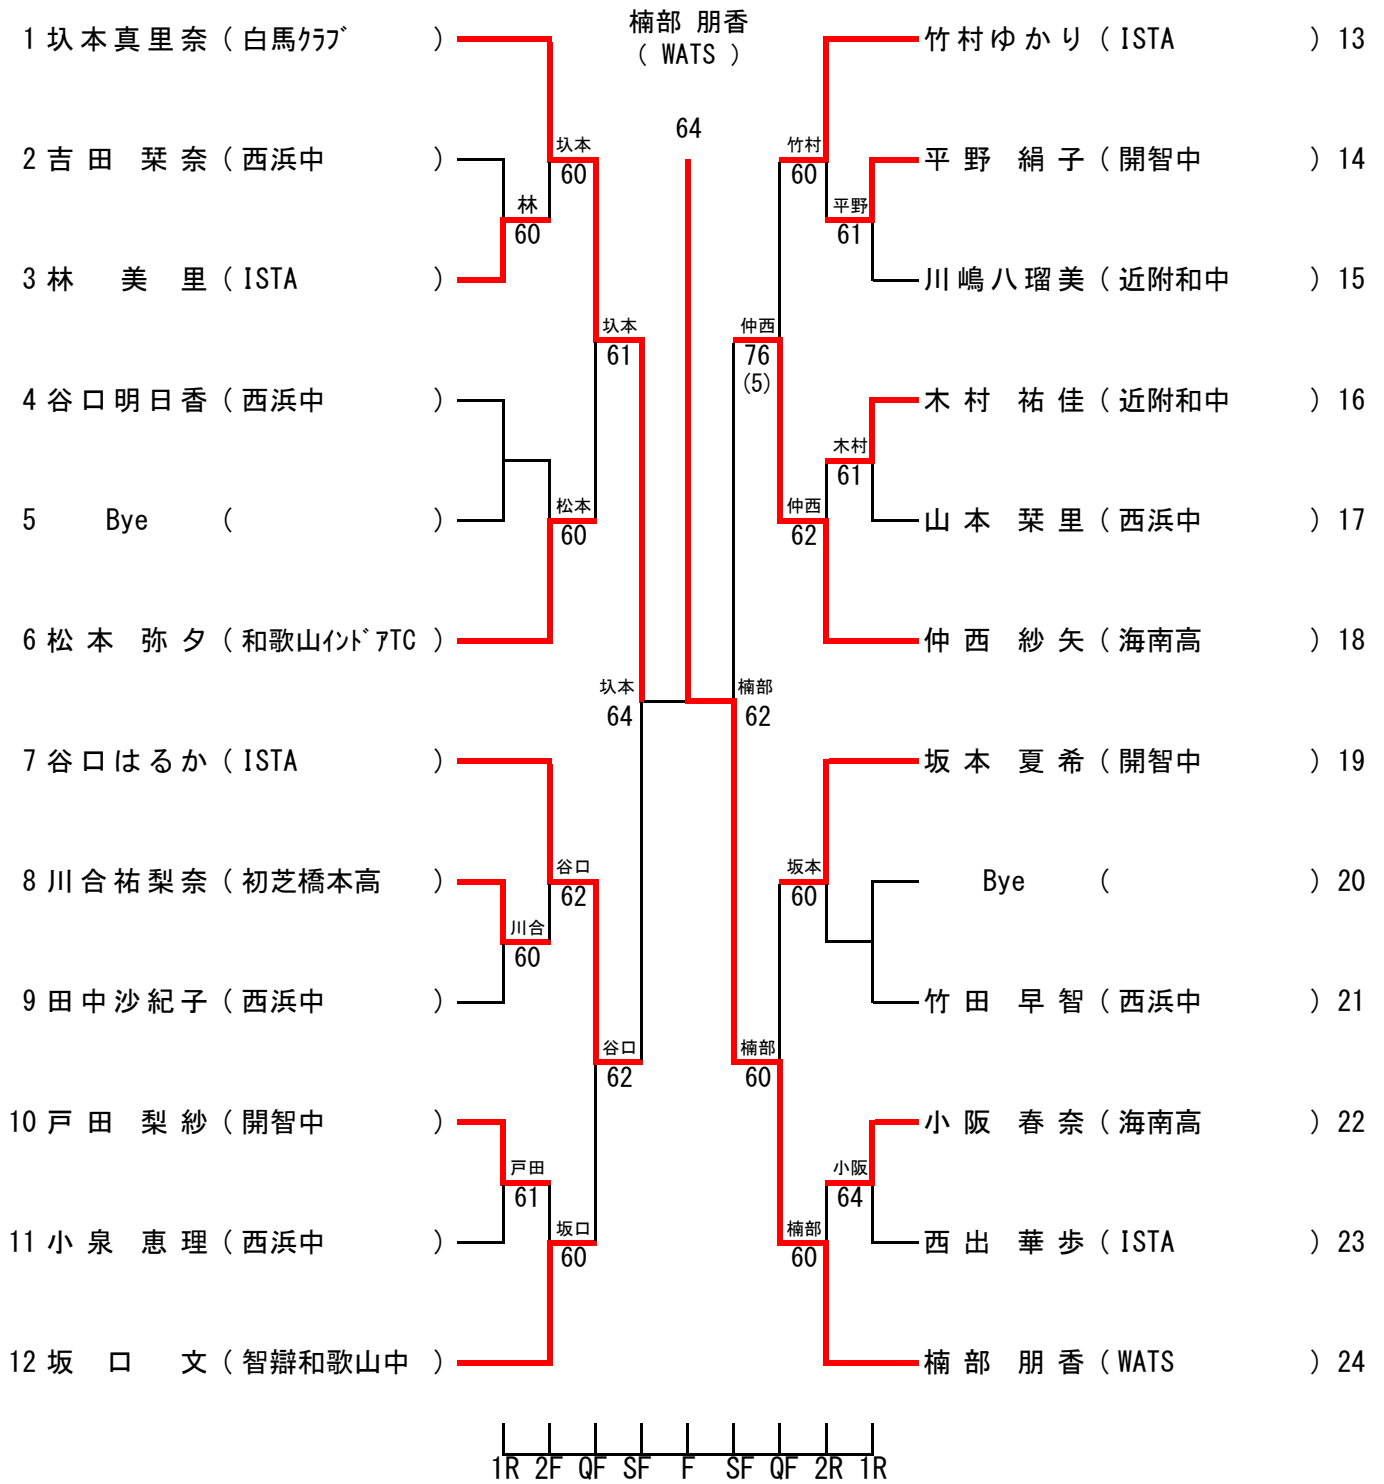 楠部 朋香
( WATS )
64
1 圦本真里奈 ( 白馬ｸﾗﾌﾞ )
2 吉田 栞奈 ( 西浜中 )
3 林 美里 ( ISTA )
4 谷口明日香 ( 西浜中 )
5 Bye ( )
6 松本 弥夕 ( 和歌山ｲﾝﾄﾞｱTC )
7 谷口はるか ( ISTA )
8 川合祐梨奈 ( 初芝橋本高 )
9 田中沙紀子 ( 西浜中 )
10 戸田 梨紗 ( 開智中 )
11 小泉 恵理 ( 西浜中 )
12 坂口 文 ( 智辯和歌山中 )
林
60
川合
60
戸田
61
圦本
60
松本
60
谷口
62
坂口
60
圦本
61
谷口
62
圦本
64
楠部
62
仲西
76
(5)
楠部
60
竹村
60
仲西
62
坂本
60
楠部
60
平野
61
木村
61
小阪
64
竹村ゆかり ( ISTA ) 13
平野 絹子 ( 開智中 ) 14
川嶋八瑠美 ( 近附和中 ) 15
木村 祐佳 ( 近附和中 ) 16
山本 栞里 ( 西浜中 ) 17
仲西 紗矢 ( 海南高 ) 18
坂本 夏希 ( 開智中 ) 19
Bye ( ) 20
竹田 早智 ( 西浜中 ) 21
小阪 春奈 ( 海南高 ) 22
西出 華歩 ( ISTA ) 23
楠部 朋香 ( WATS ) 24
1R 2F QF SF F SF QF 2R 1R